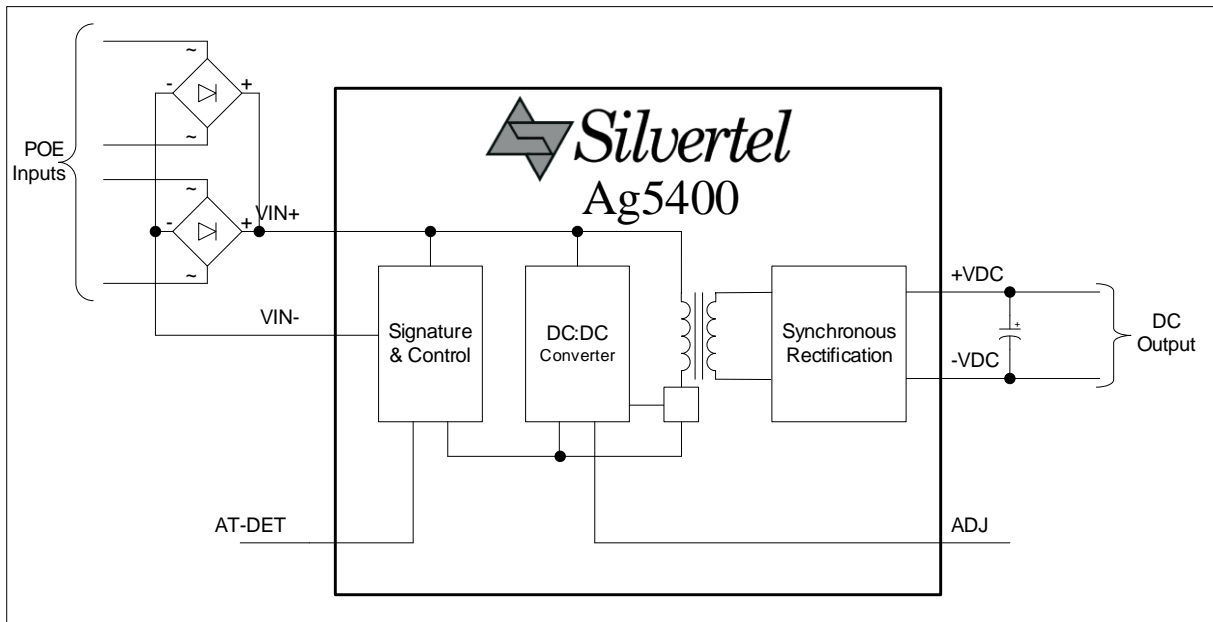 ~
-
+
~
POE
Inputs
~
-
+
~
VIN+
VIN-
Silvertel
Ag5400
Signature
& Control
DC:DC
Converter
Synchronous
Rectification
+VDC
+
-VDC
DC
Output
AT-DET
ADJ